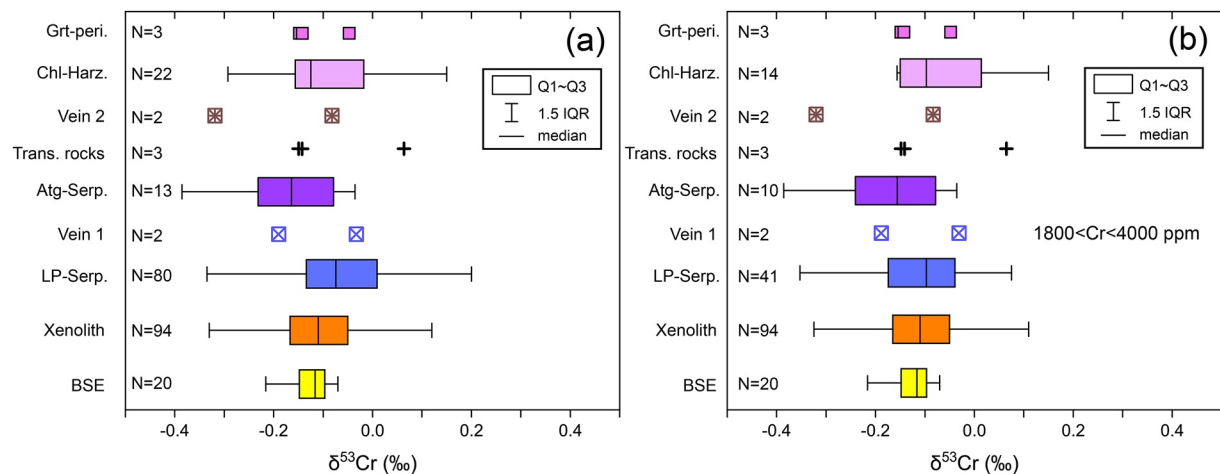 (a)
Grt-peri. N=3
Chl-Harz. N=22
Vein 2 N=2
Trans. rocks N=3
Atg-Serp. N=13
Vein 1 N=2
LP-Serp. N=80
Xenolith N=94
BSE N=20
Q1~Q3
1.5 IQR
median
-0.4 -0.2 0.0 0.2 0.4
δ⁵³Cr (‰)
(b)
Grt-peri. N=3
Chl-Harz. N=14
Vein 2 N=2
Trans. rocks N=3
Atg-Serp. N=10
Vein 1 N=2 1800<Cr<4000 ppm
LP-Serp. N=41
Xenolith N=94
BSE N=20
Q1~Q3
1.5 IQR
median
-0.4 -0.2 0.0 0.2 0.4
δ⁵³Cr (‰)